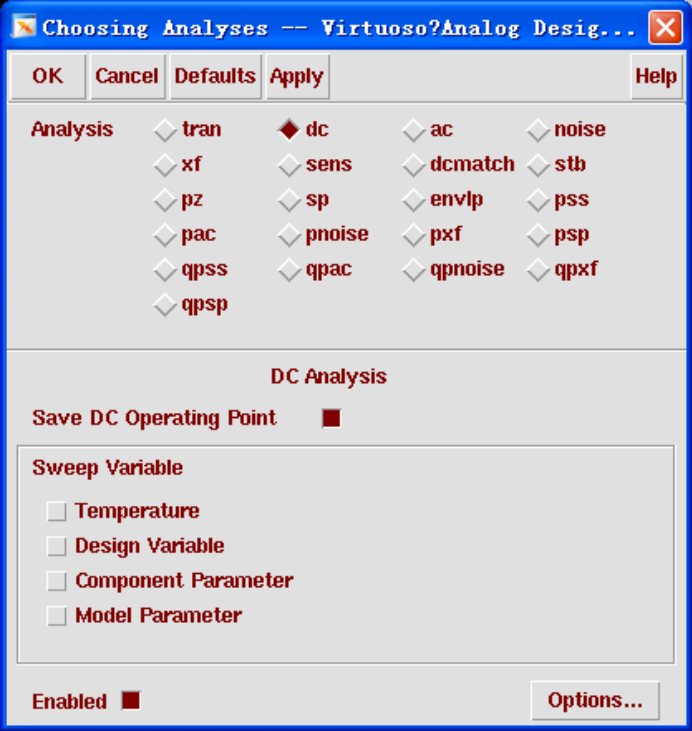 Choosing Analyses -- Virtuoso?Analog Desig...
OK Cancel Defaults Apply Help
Analysis tran dc ac noise
xf sens dcmatch stb
pz sp envlp pss
pac pnoise pxf psp
qpss qpac qpnoise qpxf
qpsp
DC Analysis
Save DC Operating Point
Sweep Variable
Temperature
Design Variable
Component Parameter
Model Parameter
Enabled Options...